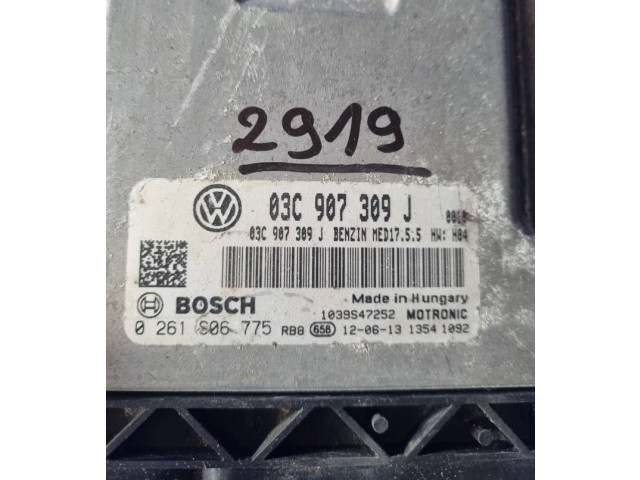 2919
03C 907 309 J
03C 907 309 J BENZIN MED17.5.5 HW: H04
BOSCH
Made in Hungary
1039S47252 MOTRONIC
0 261 S06 775 RB8 656 12-06-13 1354 1092